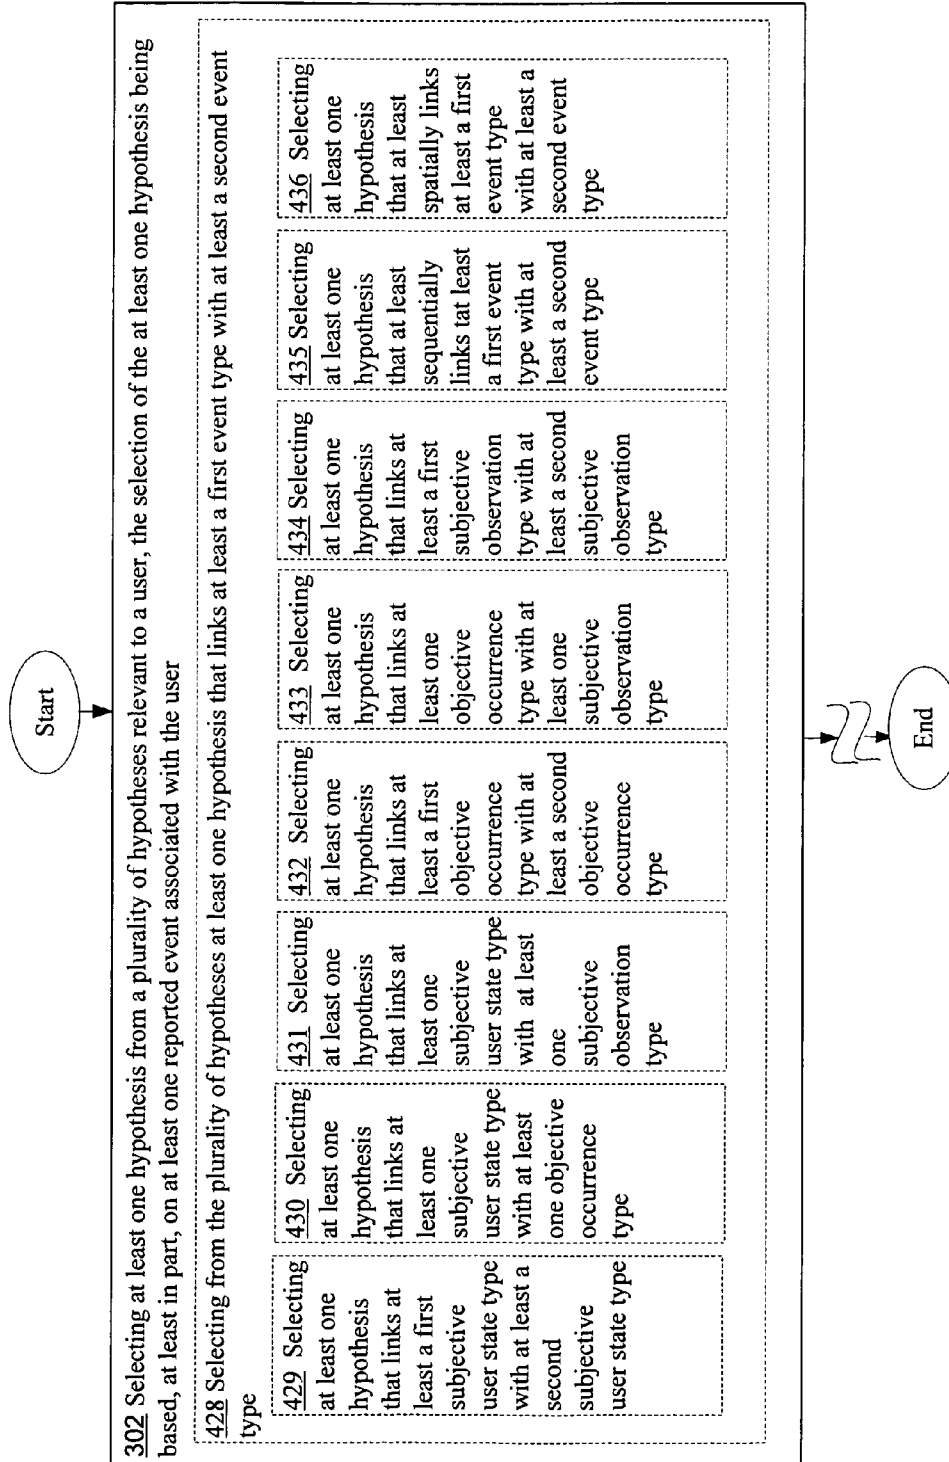 Start
302 Selecting at least one hypothesis from a plurality of hypotheses relevant to a user, the selection of the at least one hypothesis being
based, at least in part, on at least one reported event associated with the user
428 Selecting from the plurality of hypotheses at least one hypothesis that links at least a first event type with at least a second event
type
429 Selecting
at least one
hypothesis
that links at
least a first
subjective
user state type
with at least a
second
subjective
user state type
430 Selecting
at least one
hypothesis
that links at
least one
subjective
user state type
with at least
one objective
occurrence
type
431 Selecting
at least one
hypothesis
that links at
least one
subjective
user state type
with at least
one
subjective
observation
type
432 Selecting
at least one
hypothesis
that links at
least a first
objective
occurrence
type with at
least a second
objective
occurrence
type
433 Selecting
at least one
hypothesis
that links at
least one
objective
occurrence
type with at
least one
subjective
observation
type
434 Selecting
at least one
hypothesis
that links at
least a first
subjective
observation
type with at
least a second
subjective
observation
type
435 Selecting
at least one
hypothesis
that at least
sequentially
links tat least
a first event
type with at
least a second
event type
436 Selecting
at least one
hypothesis
that at least
spatially links
at least a first
event type
with at least a
second event
type
End